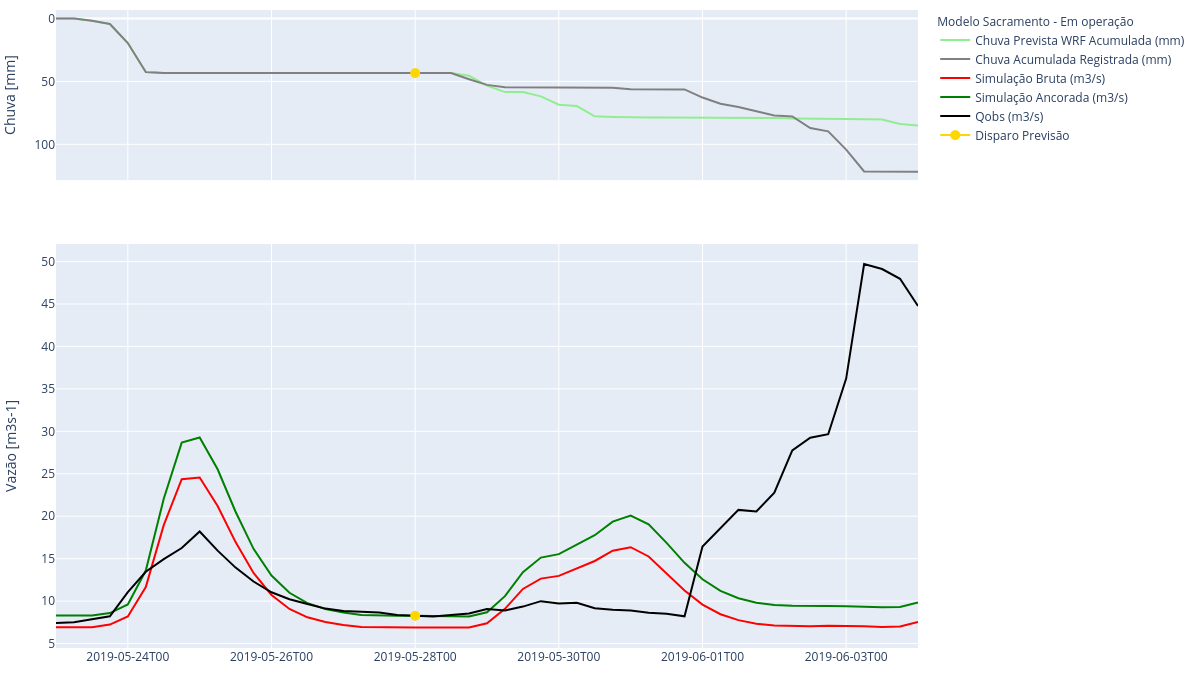 Modelo Sacramento - Em operação
Chuva Prevista WRF Acumulada (mm)
Chuva Acumulada Registrada (mm)
Simulação Bruta (m3/s)
Simulação Ancorada (m3/s)
Qobs (m3/s)
Disparo Previsão
Chuva [mm]
0
50
100
Vazão [m3s-1]
50
45
40
35
30
25
20
15
10
5
2019-05-24T00
2019-05-26T00
2019-05-28T00
2019-05-30T00
2019-06-01T00
2019-06-03T00